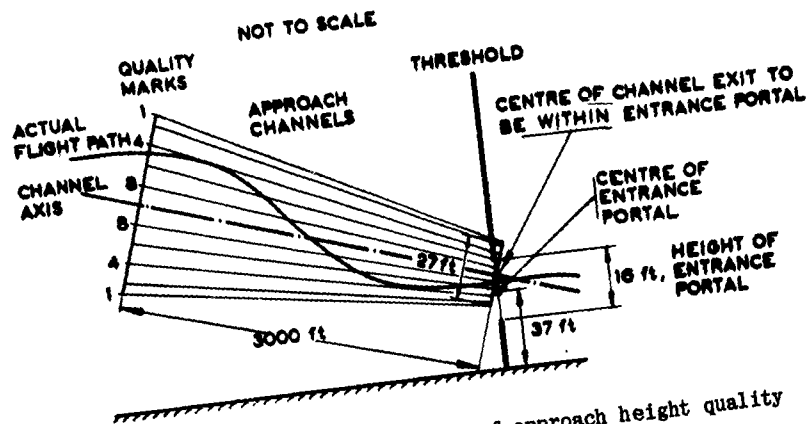 NOT TO SCALE
QUALITY
MARKS
THRESHOLD
APPROACH
CHANNELS
CENTRE OF CHANNEL EXIT TO
BE WITHIN ENTRANCE PORTAL
ACTUAL
FLIGHT PATH
CHANNEL
AXIS
1
4
8
8
4
1
CENTRE OF
ENTRANCE
PORTAL
27 ft
16 ft,
HEIGHT OF
ENTRANCE
PORTAL
37 ft
3000 ft
approach height quality